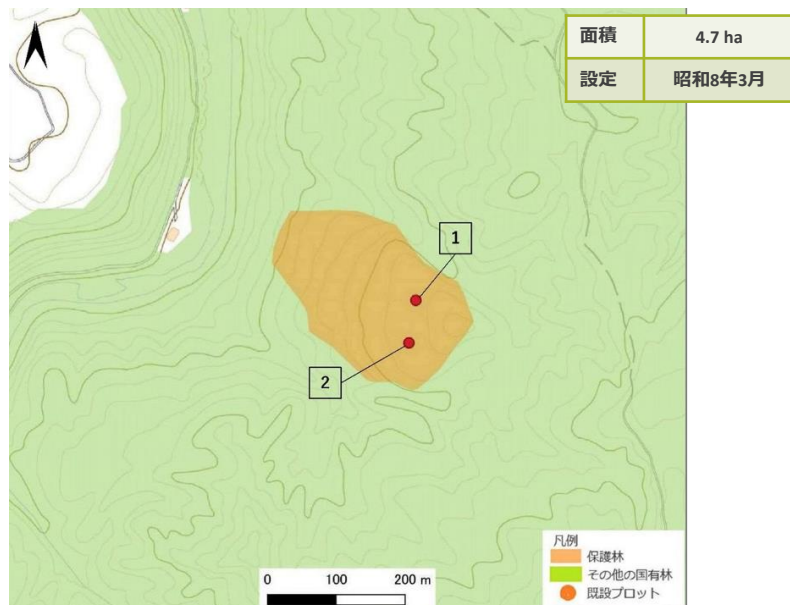 面積 4.7 ha
設定 昭和8年3月
1
2
0 100 200 m
凡例
保護林
その他の国有林
既設プロット